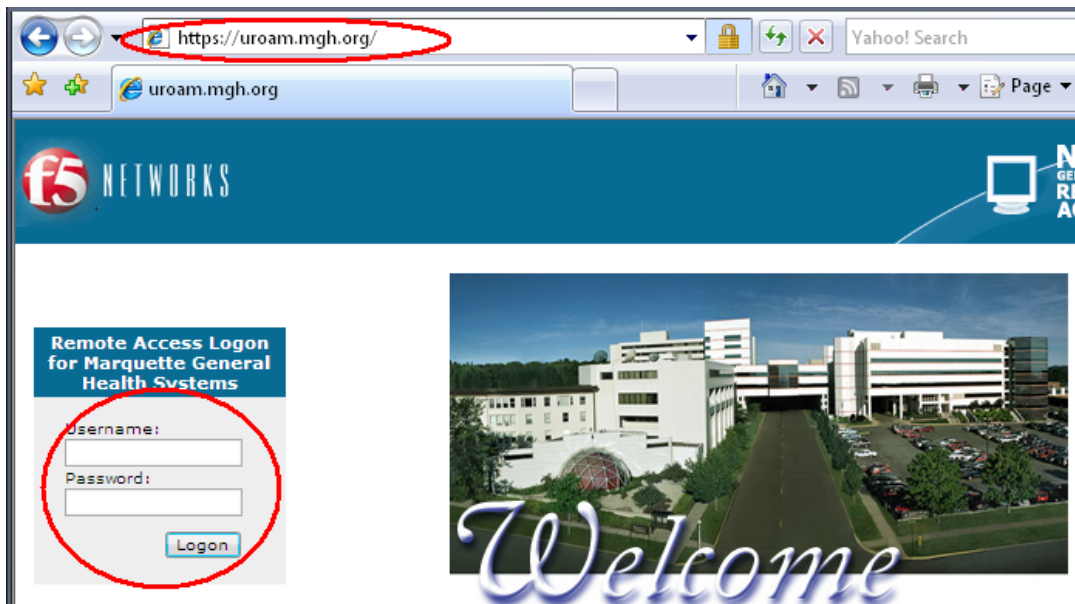 https://uroam.mgh.org/
Yahoo! Search
uroam.mgh.org
Page
f5 NETWORKS
Remote Access Logon
for Marquette General
Health Systems
Username:
Password:
Logon
Welcome